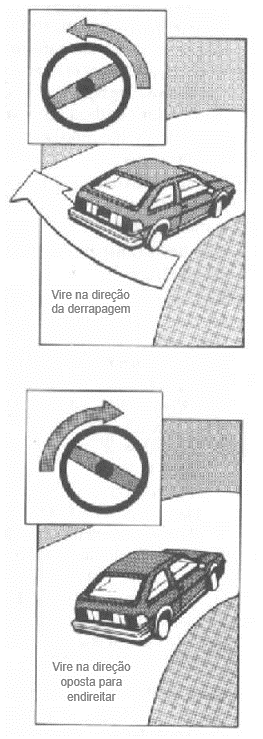 Vire na direção
da derrapagem
Vire na direção
oposta para
endireitar